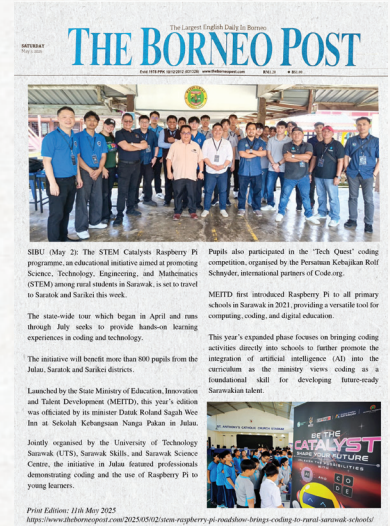 The Largest English Daily In Borneo
SATURDAY
THE BORNEO POST
www.theborneopost.com
SIBU (May 2): The STEM Catalysts Raspberry Pi
programme, an educational initiative aimed at promoting
Science, Technology, Engineering, and Mathematics
(STEM) among rural students in Sarawak, is set to travel
to Saratok and Sarikei this week.
The state-wide tour which began in April and runs
through July seeks to provide hands-on learning
experiences in coding and technology.
The initiative will benefit more than 800 pupils from the
Julau, Saratok and Sarikei districts.
Launched by the State Ministry of Education, Innovation
and Talent Development (MEITD), this year's edition
was officiated by its minister Datuk Roland Sagah Wee
Inn at Sekolah Kebangsaan Nanga Pakan in Julau.
Jointly organised by the University of Technology
Sarawak (UTS), Sarawak Skills, and Sarawak Science
Centre, the initiative in Julau featured professionals
demonstrating coding and the use of Raspberry Pi to
young learners.
Pupils also participated in the 'Tech Quest' coding
competition, organised by the Persatuan Kebajikan Rolf
Schnyder, international partners of Code.org.
MEITD first introduced Raspberry Pi to all primary
schools in Sarawak in 2021, providing a versatile tool for
computing, coding, and digital education.
This year's expanded phase focuses on bringing coding
activities directly into schools to further promote the
integration of artificial intelligence (AI) into the
curriculum as the ministry views coding as a
foundational skill for developing future-ready
Sarawakian talent.
BE THE
CATALYST
SHAPE YOUR FUTURE
Print Edition: 11th May 2025
https://www.theborneopost.com/2025/05/02/stem-raspberry-pi-roadshow-brings-coding-to-rural-sarawak-schools/